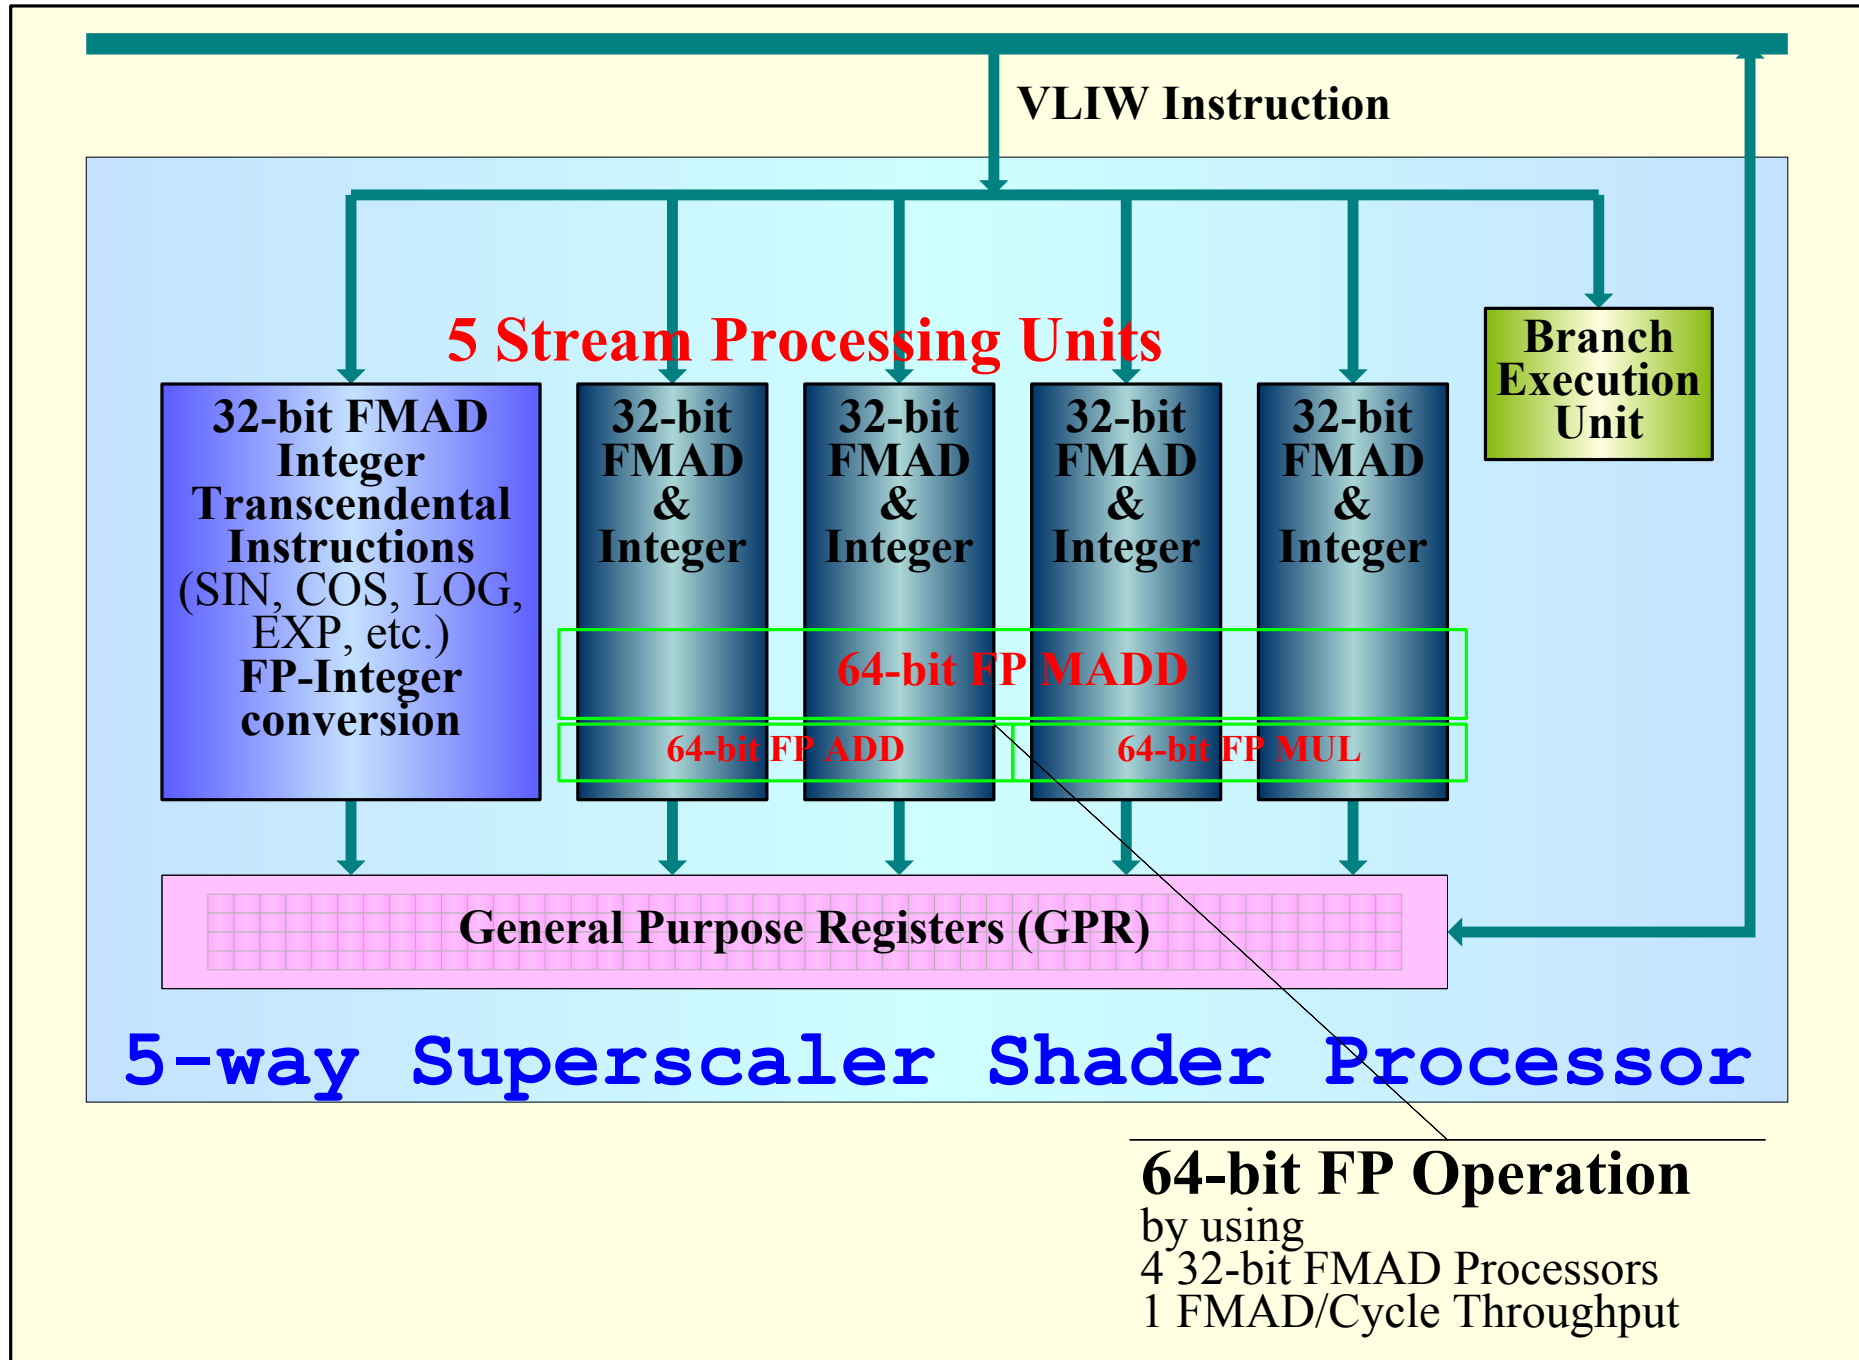 VLIW Instruction
5 Stream Processing Units
Branch
Execution
Unit
32-bit FMAD
Integer
Transcendental
Instructions
(SIN, COS, LOG,
EXP, etc.)
FP-Integer
conversion
32-bit
FMAD
&
Integer
32-bit
FMAD
&
Integer
32-bit
FMAD
&
Integer
32-bit
FMAD
&
Integer
64-bit FP MADD
64-bit FP ADD
64-bit FP MUL
General Purpose Registers (GPR)
5-way Superscaler Shader Processor
64-bit FP Operation
by using
4 32-bit FMAD Processors
1 FMAD/Cycle Throughput